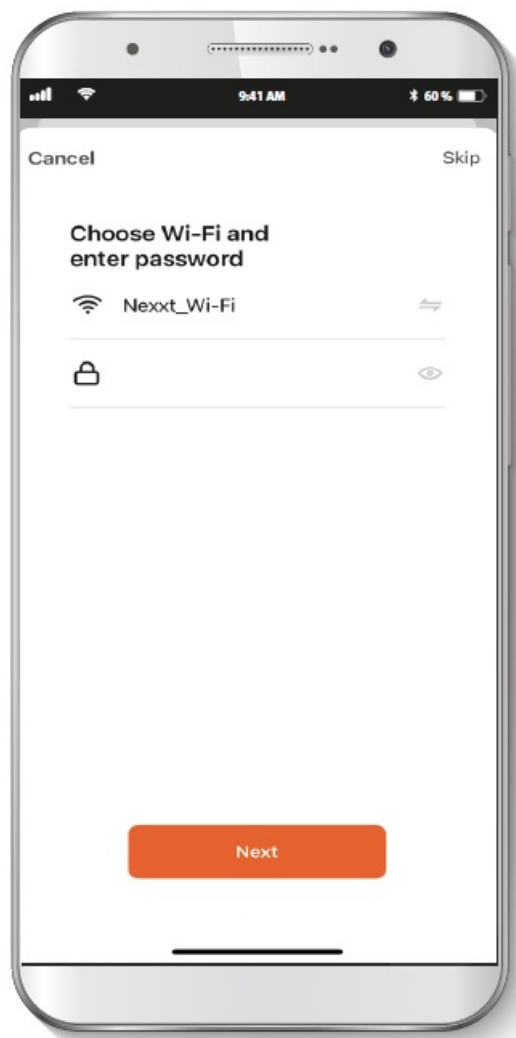 9:41 AM
60 %
Cancel
Skip
Choose Wi-Fi and
enter password
Nexxt_Wi-Fi
Next